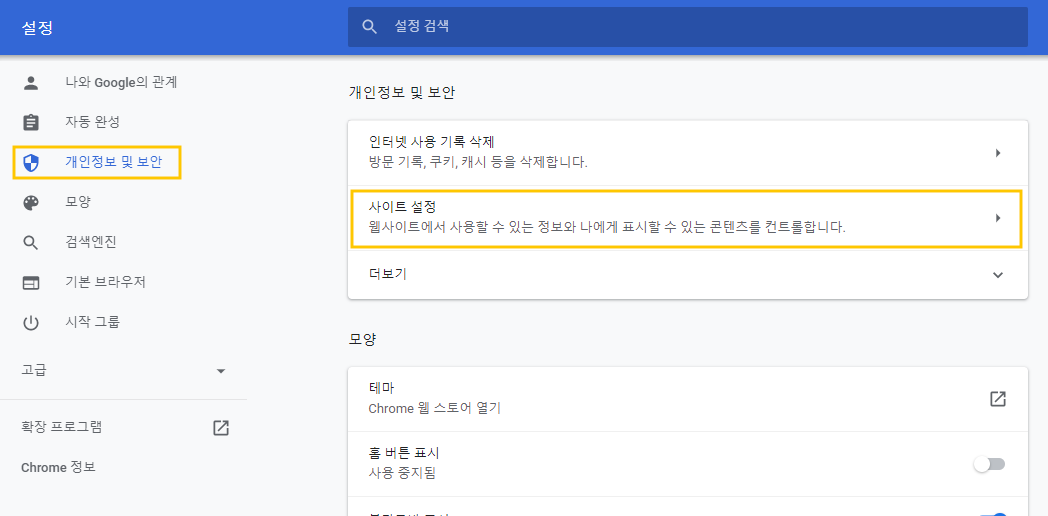 설정
설정 검색
나와 Google의 관계
자동 완성
개인정보 및 보안
모양
검색엔진
기본 브라우저
시작 그룹
고급
확장 프로그램
Chrome 정보
개인정보 및 보안
인터넷 사용 기록 삭제
방문 기록, 쿠키, 캐시 등을 삭제합니다.
사이트 설정
웹사이트에서 사용할 수 있는 정보와 나에게 표시할 수 있는 콘텐츠를 컨트롤합니다.
더보기
모양
테마
Chrome 웹 스토어 열기
홈 버튼 표시
사용 중지됨